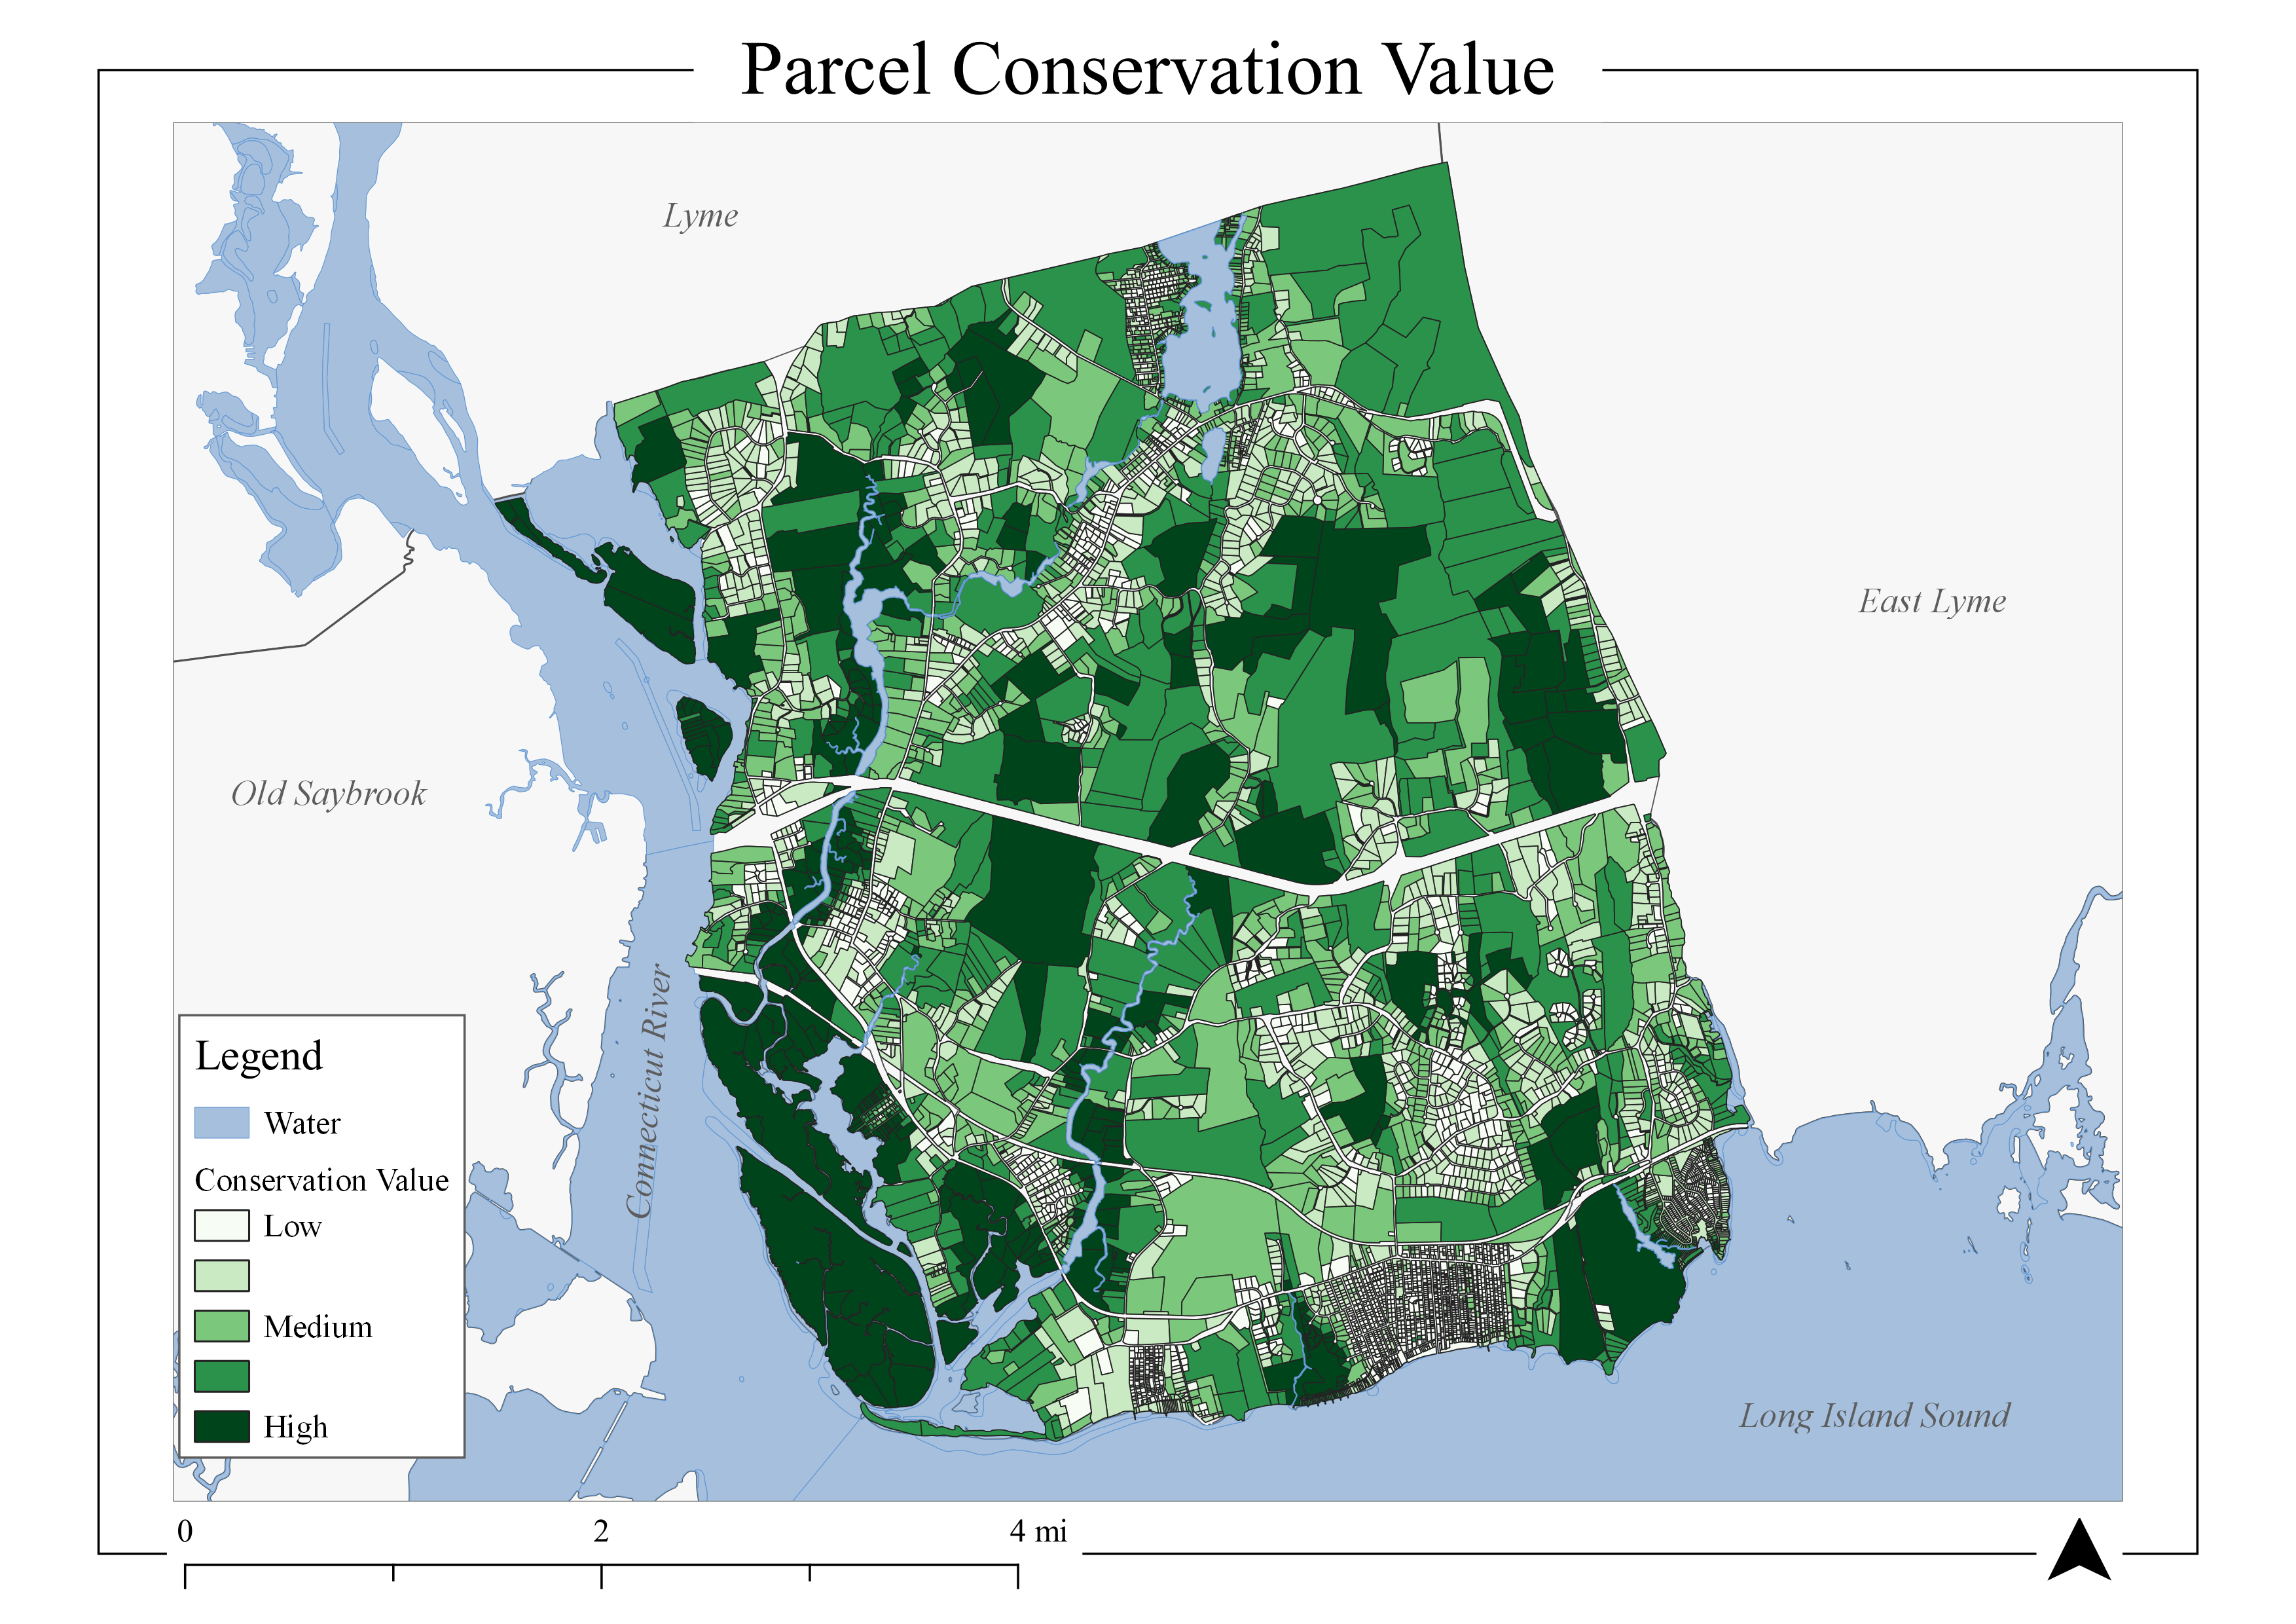 Parcel Conservation Value
Lyme
East Lyme
Old Saybrook
Connecticut River
Long Island Sound
Legend
Water
Conservation Value
Low
Medium
High
0 2 4 mi